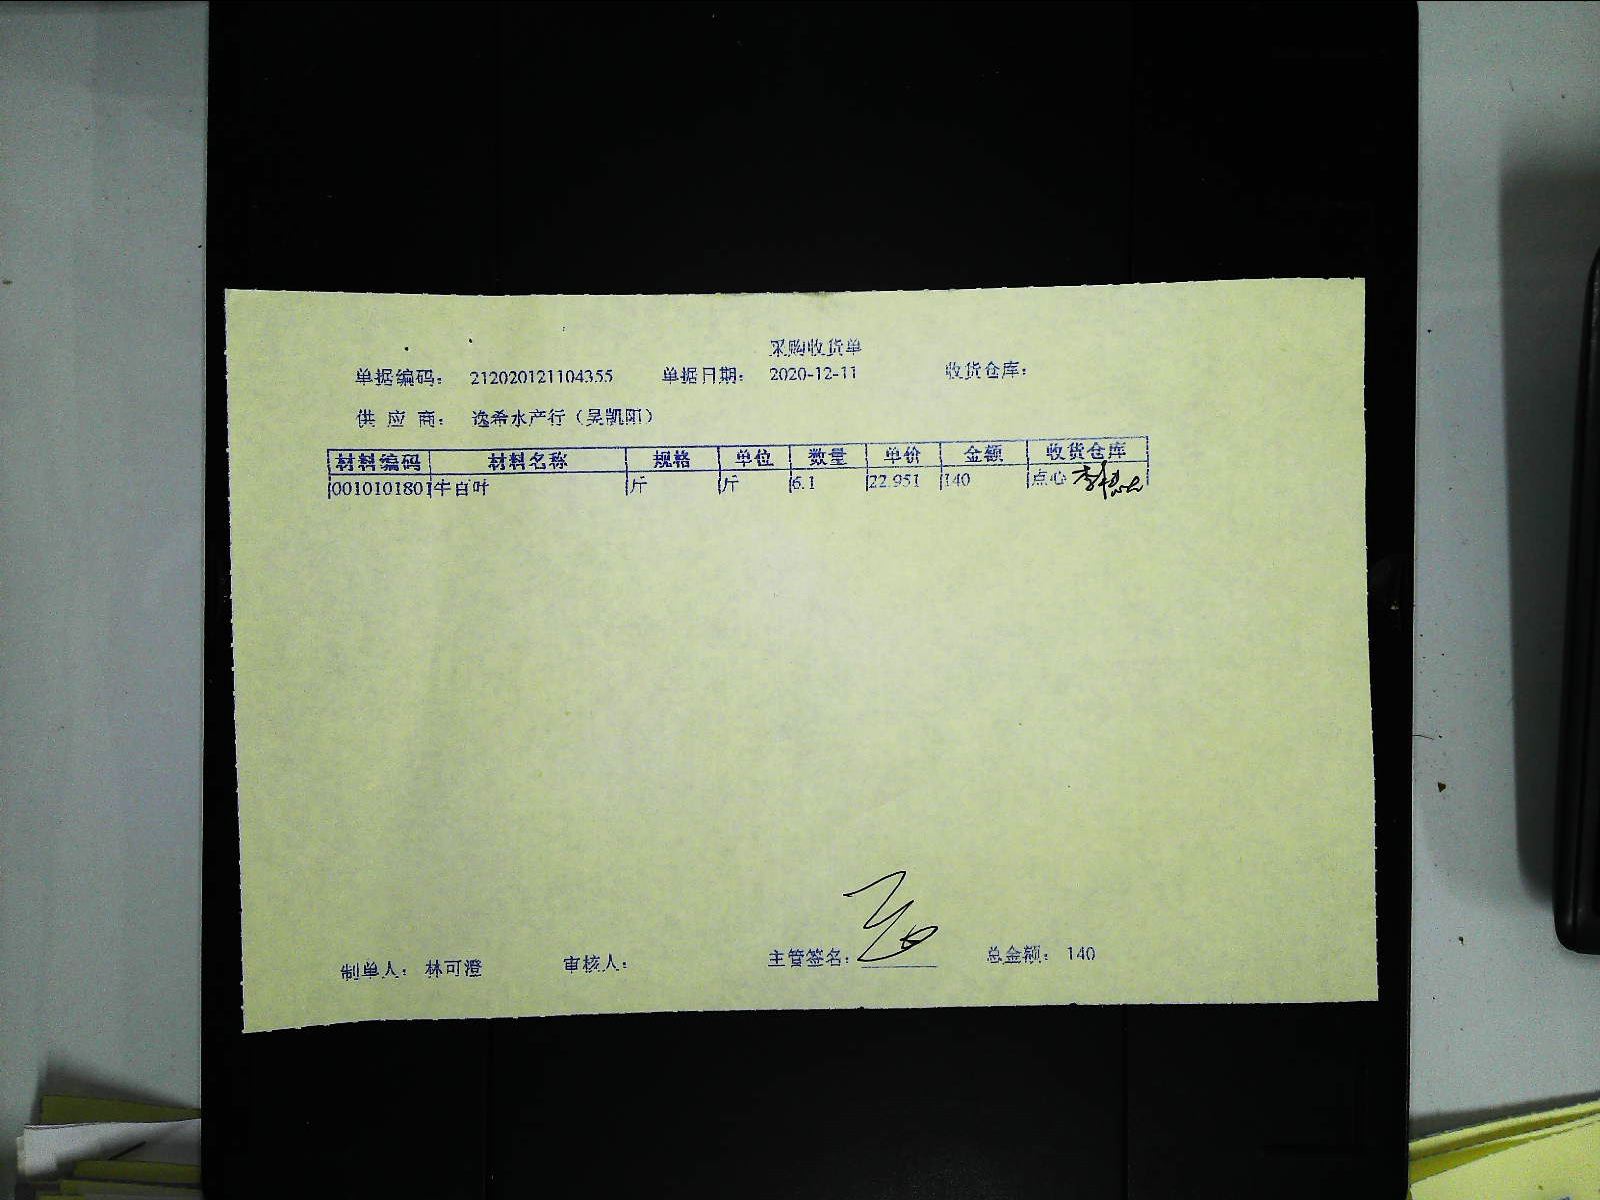 采购收货单
单据编码： 212020121104355 单据日期： 2020-12-11 收货仓库：
供 应 商： 逸希水产行（吴凯阳）
材料编码 材料名称 规格 单位 数量 单价 金额 收货仓库
0010101801 牛百叶 斤 斤 6.1 22.951 140 点心
制单人： 林可澄 审核人： 主管签名： 总金额： 140